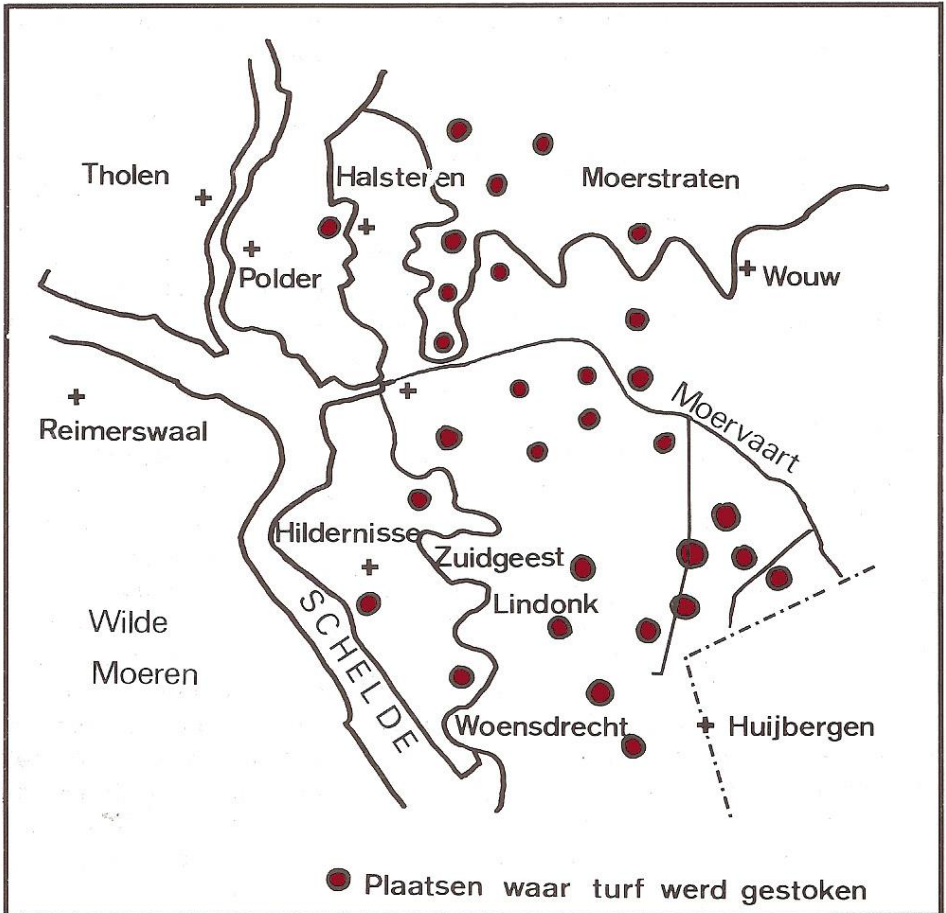 Tholen
Halsteren
Moerstraten
Polder
Wouw
Moervaart
Reimerswaal
Hildernisse
Zuidgeest
Lindonk
SCHELDE
Wilde
Moeren
Woensdrecht
Huijbergen
Plaatsen waar turf werd gestoken